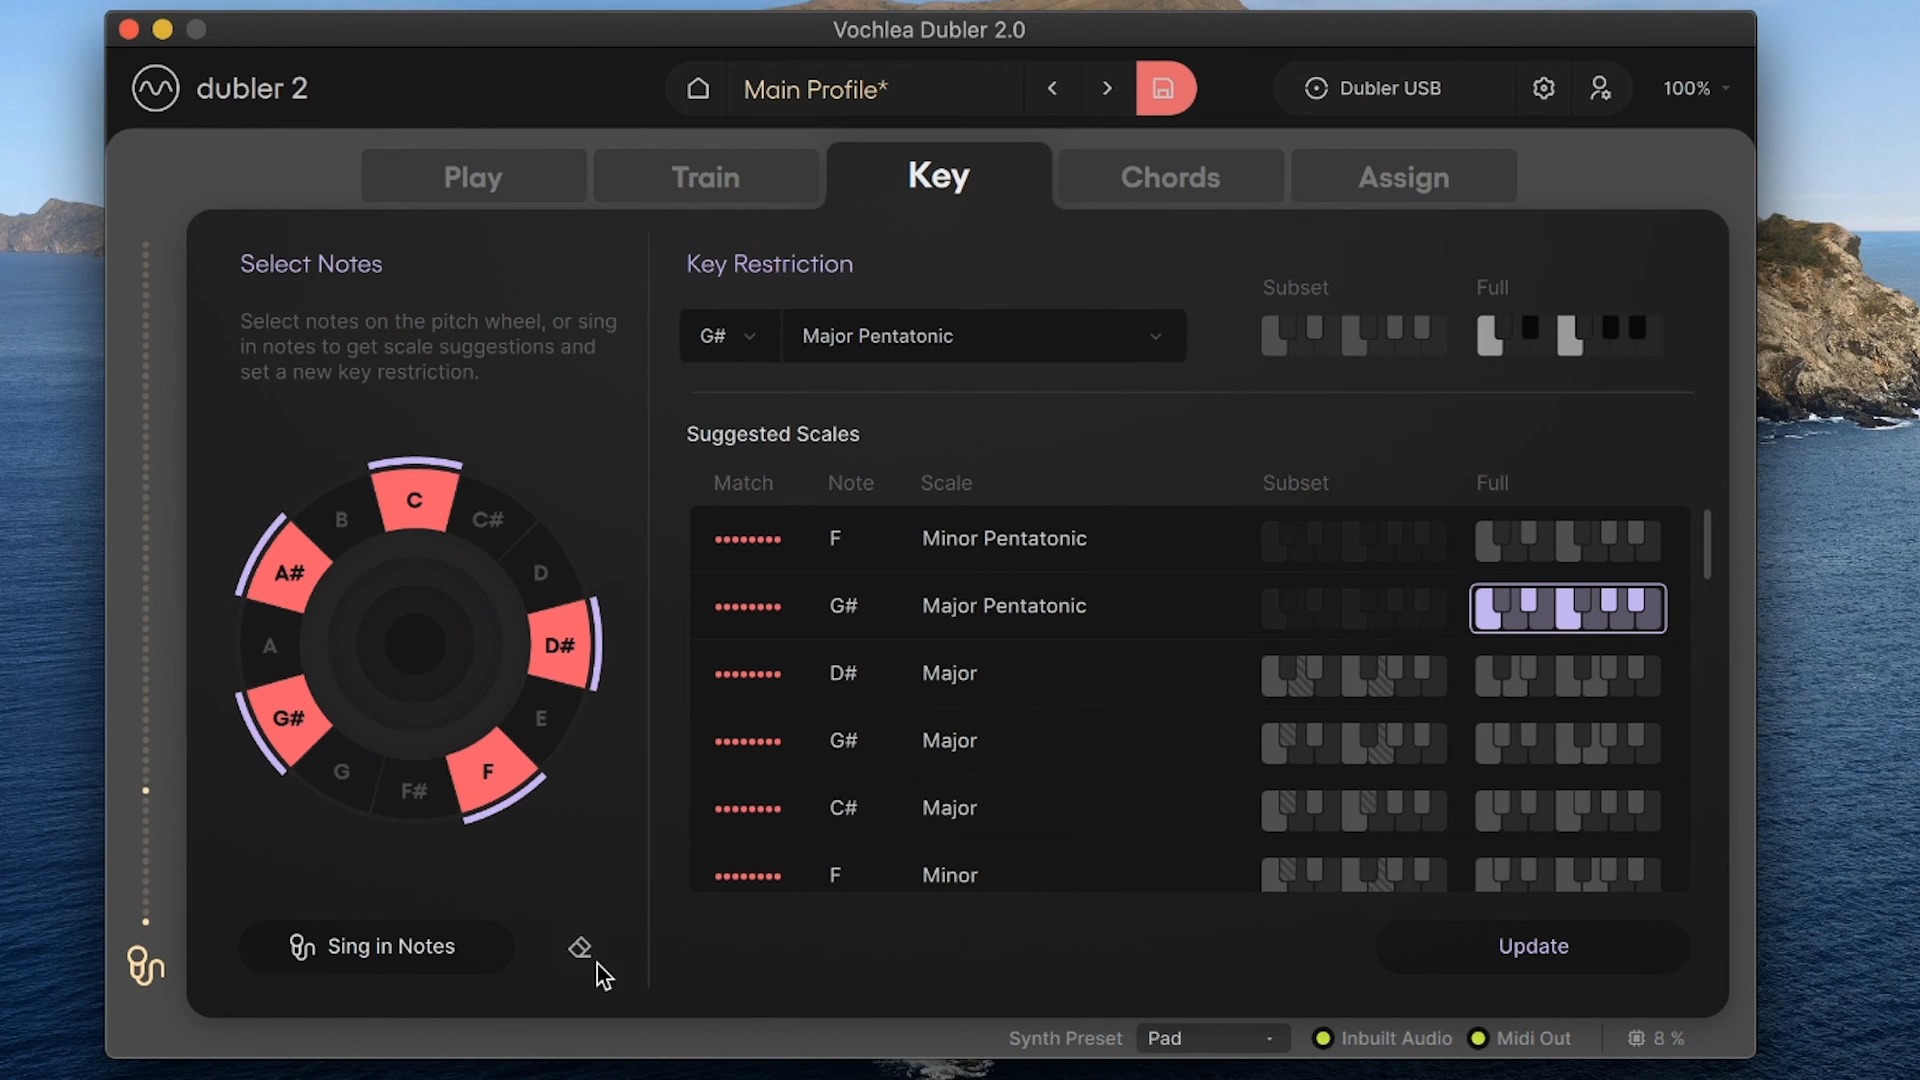 Vochlea Dubler 2.0
dubler 2
Main Profile*
Dubler USB
100%
Play
Train
Key
Chords
Assign
Select Notes
Select notes on the pitch wheel, or sing
in notes to get scale suggestions and
set a new key restriction.
C
C#
D
D#
E
F
F#
G
G#
A
A#
B
Sing in Notes
Key Restriction
Subset
Full
G#
Major Pentatonic
Suggested Scales
Match Note Scale Subset Full
F Minor Pentatonic
G# Major Pentatonic
D# Major
G# Major
C# Major
F Minor
Update
Synth Preset Pad Inbuilt Audio Midi Out 8 %